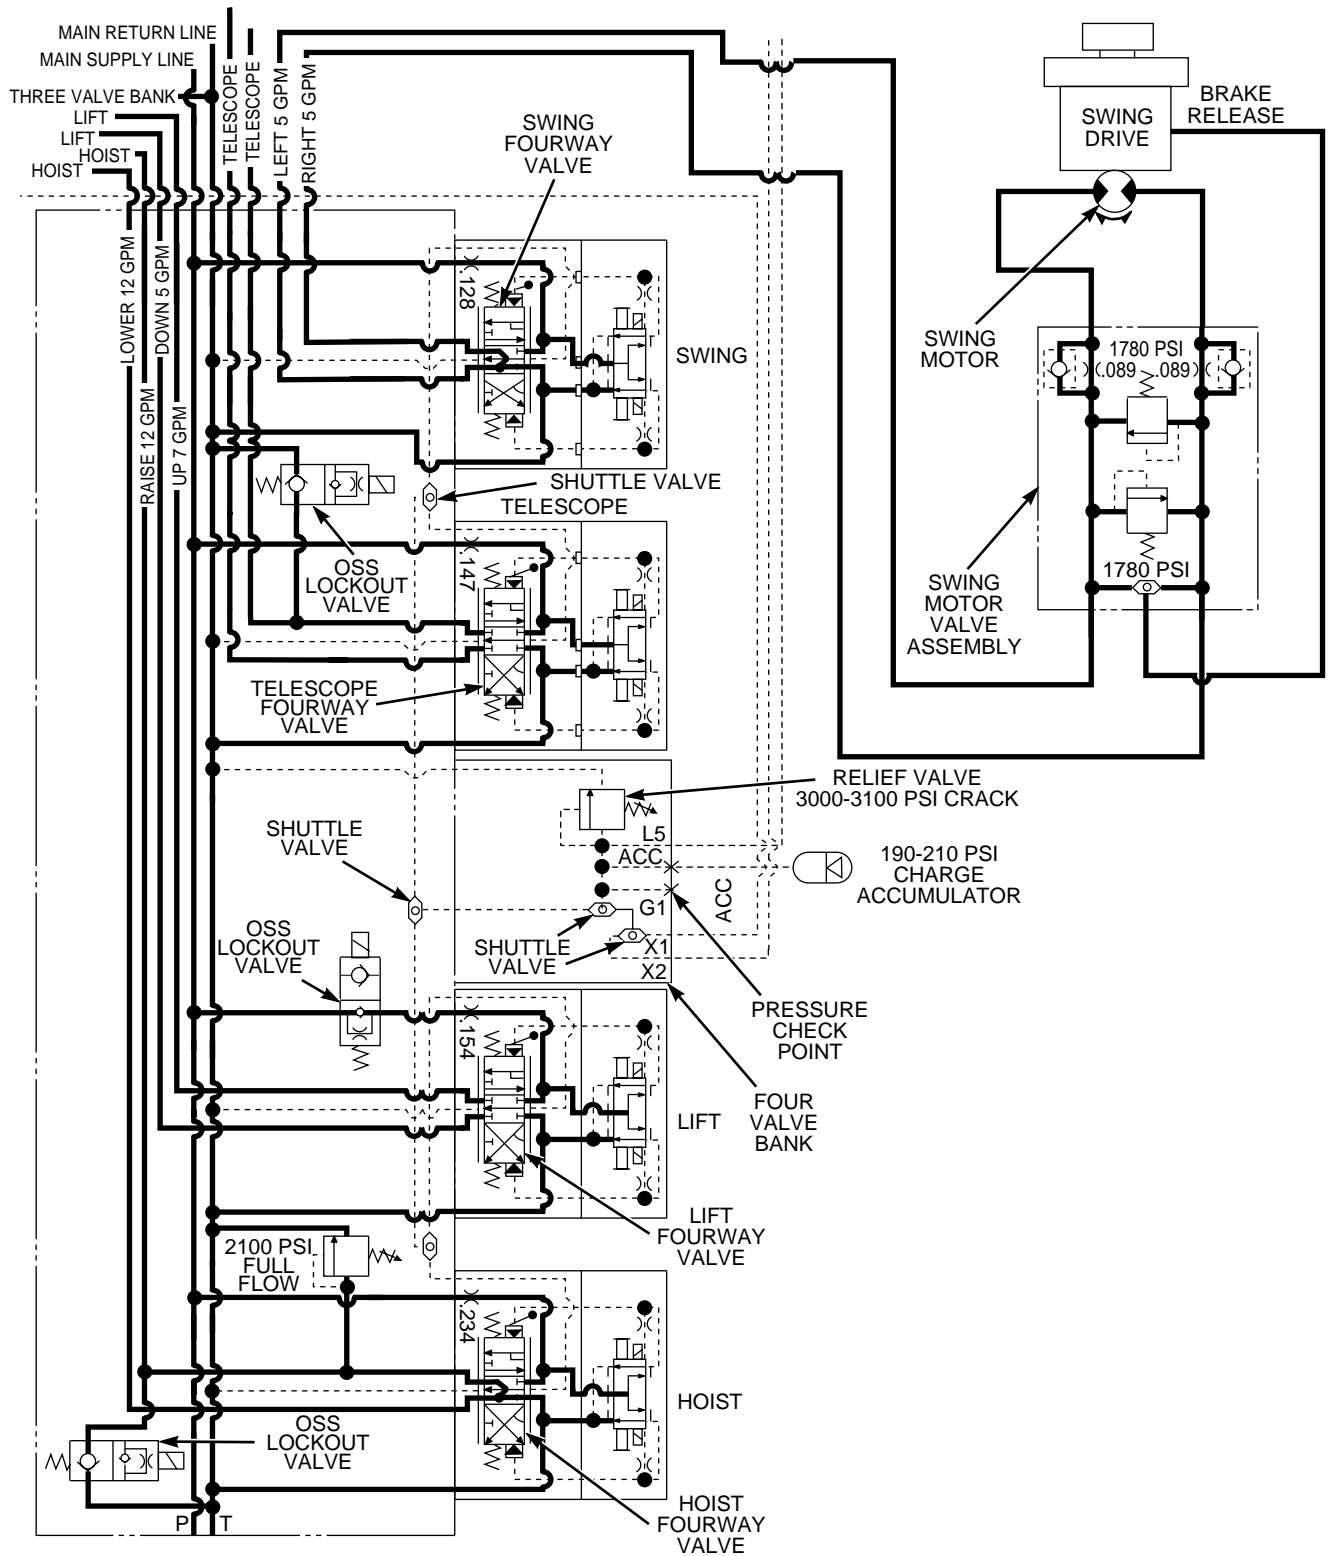 MAIN RETURN LINE
MAIN SUPPLY LINE
THREE VALVE BANK
LIFT
LIFT
HOIST
HOIST
TELESCOPE
TELESCOPE
LEFT 5 GPM
RIGHT 5 GPM
LOWER 12 GPM
RAISE 12 GPM
DOWN 5 GPM
UP 7 GPM
SWING
FOURWAY
VALVE
SWING
DRIVE
BRAKE
RELEASE
SWING
MOTOR
1780 PSI
.089
.089
1780 PSI
SWING
MOTOR
VALVE
ASSEMBLY
.128
SWING
SHUTTLE VALVE
TELESCOPE
OSS
LOCKOUT
VALVE
.147
TELESCOPE
FOURWAY
VALVE
RELIEF VALVE
3000-3100 PSI CRACK
L5
ACC
190-210 PSI
CHARGE
ACCUMULATOR
ACC
G1
SHUTTLE
VALVE
SHUTTLE
VALVE
X1
X2
OSS
LOCKOUT
VALVE
PRESSURE
CHECK
POINT
.154
FOUR
VALVE
BANK
LIFT
LIFT
FOURWAY
VALVE
2100 PSI
FULL
FLOW
.234
HOIST
OSS
LOCKOUT
VALVE
HOIST
FOURWAY
VALVE
P
T